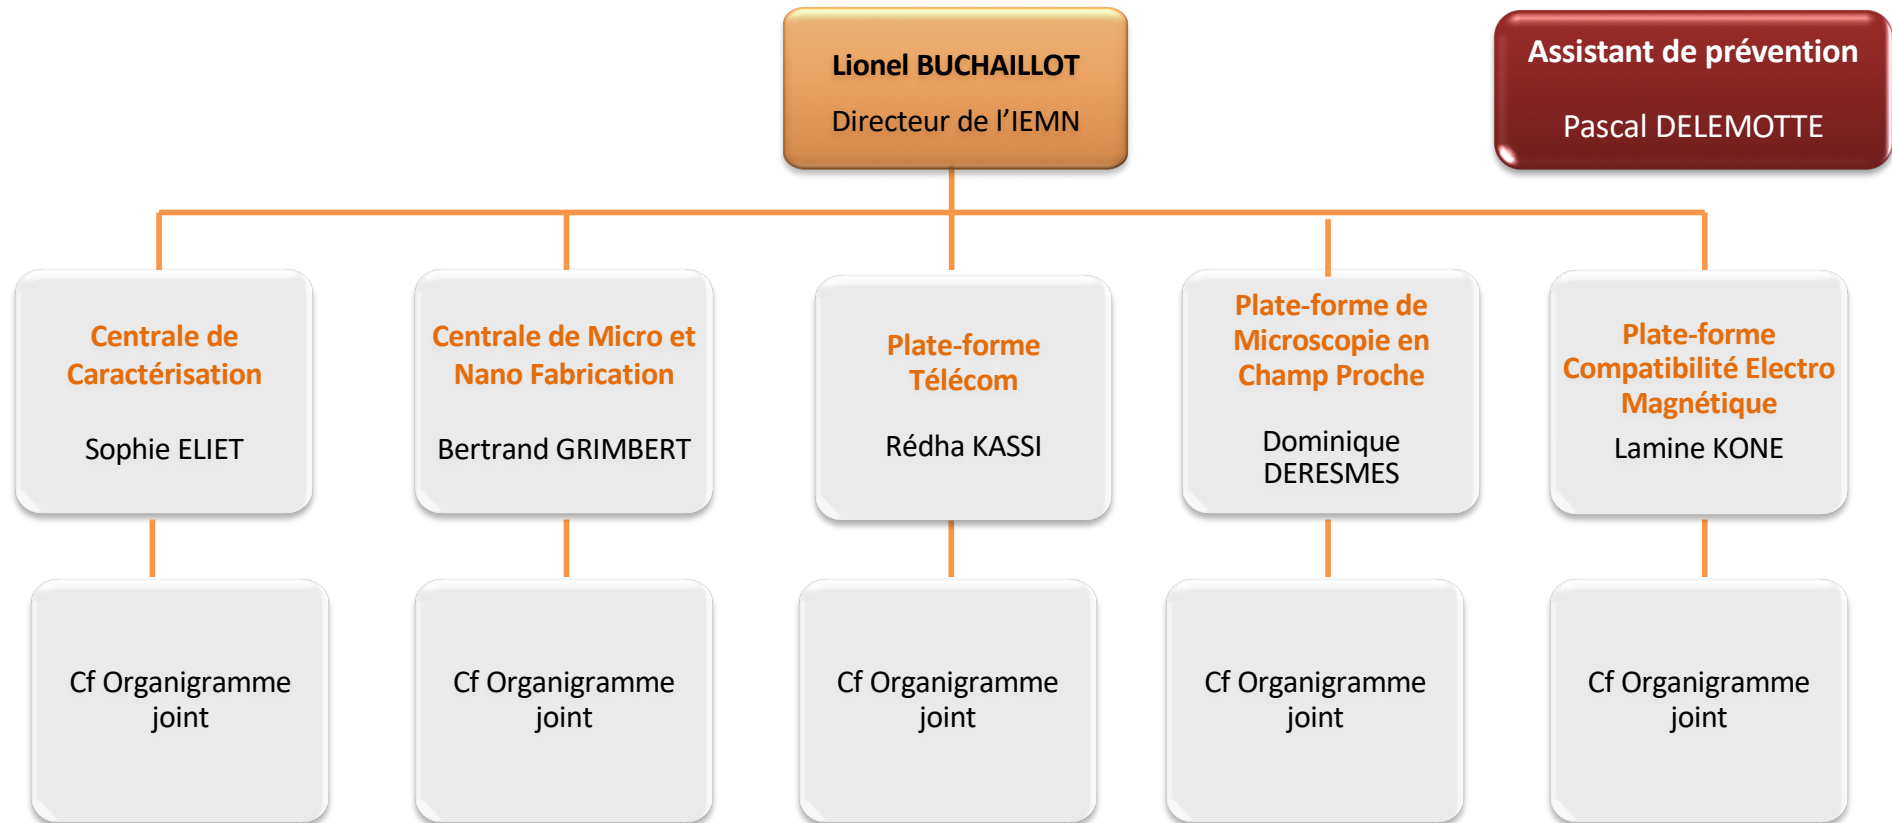 Lionel BUCHAILLOT
Directeur de l’IEMN
Assistant de prévention
Pascal DELEMOTTE
Centrale de
Caractérisation
Sophie ELIET
Centrale de Micro et
Nano Fabrication
Bertrand GRIMBERT
Plate-forme
Télécom
Rédha KASSI
Plate-forme de
Microscopie en
Champ Proche
Dominique
DERESMES
Plate-forme
Compatibilité Electro
Magnétique
Lamine KONE
Cf Organigramme
joint
Cf Organigramme
joint
Cf Organigramme
joint
Cf Organigramme
joint
Cf Organigramme
joint